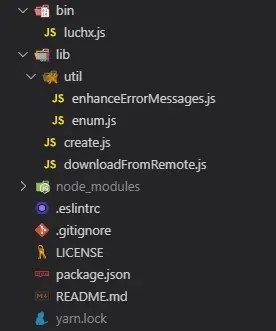 bin
JS luchx.js
lib
util
JS enhanceErrorMessages.js
JS enum.js
JS create.js
JS downloadFromRemote.js
node_modules
.eslintrc
.gitignore
LICENSE
package.json
README.md
yarn.lock